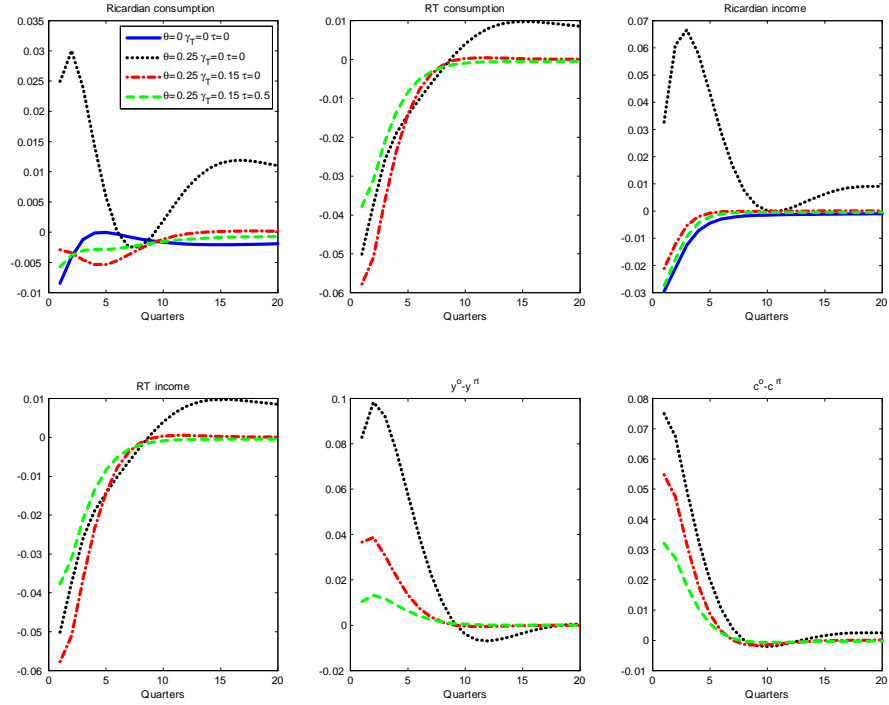 Ricardian consumption
0.035
0.03
0.025
0.02
0.015
0.01
0.005
0
-0.005
-0.01
0 5 10 15 20
Quarters
θ=0 γT=0 τ=0
θ=0.25 γT=0 τ=0
θ=0.25 γT=0.15 τ=0
θ=0.25 γT=0.15 τ=0.5
RT consumption
0.01
0
-0.01
-0.02
-0.03
-0.04
-0.05
-0.06
0 5 10 15 20
Quarters
Ricardian income
0.07
0.06
0.05
0.04
0.03
0.02
0.01
0
-0.01
-0.02
-0.03
0 5 10 15 20
Quarters
RT income
0.01
0
-0.01
-0.02
-0.03
-0.04
-0.05
-0.06
0 5 10 15 20
Quarters
y^o-y^rt
0.1
0.08
0.06
0.04
0.02
0
-0.02
0 5 10 15 20
Quarters
c^o-c^rt
0.08
0.07
0.06
0.05
0.04
0.03
0.02
0.01
0
-0.01
0 5 10 15 20
Quarters